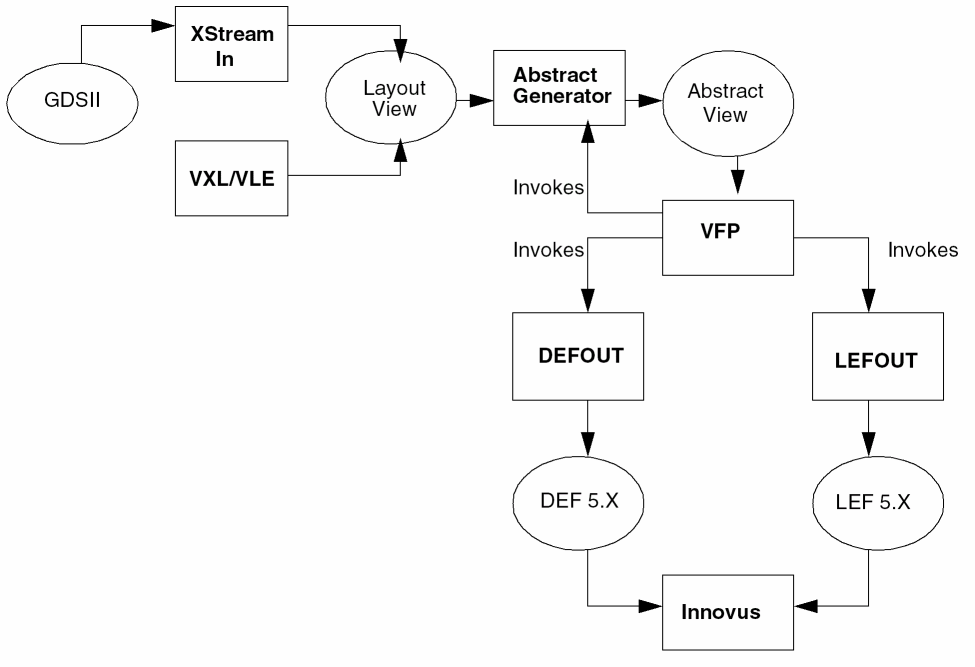 XStream
In
GDSII
Layout
View
Abstract
Generator
Abstract
View
VXL/VLE
Invokes
VFP
Invokes
Invokes
DEFOUT
LEFOUT
DEF 5.X
LEF 5.X
Innovus